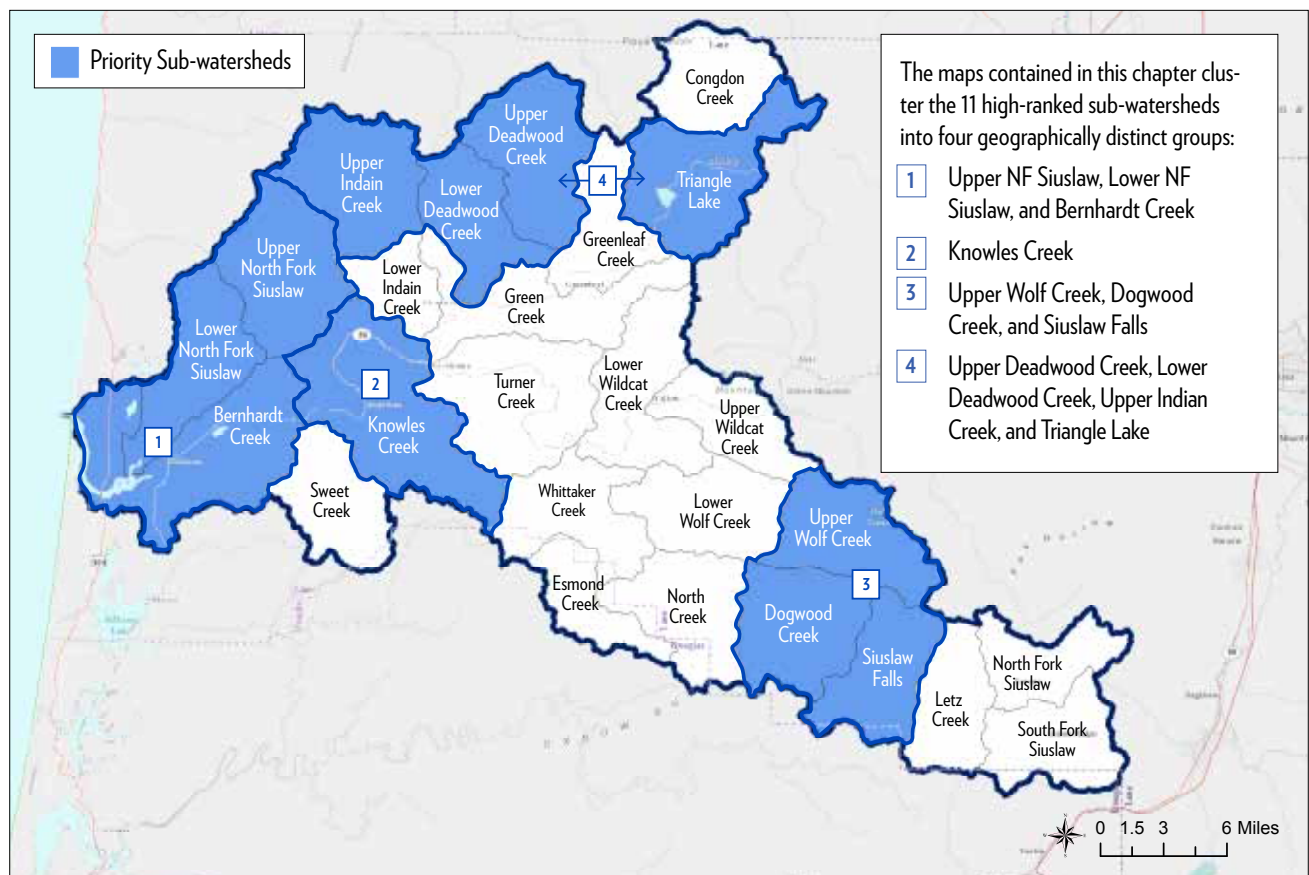 Priority Sub-watersheds
The maps contained in this chapter clus-
ter the 11 high-ranked sub-watersheds
into four geographically distinct groups:
1 Upper NF Siuslaw, Lower NF
Siuslaw, and Bernhardt Creek
2 Knowles Creek
3 Upper Wolf Creek, Dogwood
Creek, and Siuslaw Falls
4 Upper Deadwood Creek, Lower
Deadwood Creek, Upper Indian
Creek, and Triangle Lake
Congdon
Creek
Upper
Deadwood
Creek
Upper
Indain
Creek
Lower
Deadwood
Creek
4
Triangle
Lake
Greenleaf
Creek
Upper
North Fork
Siuslaw
Lower
Indain
Creek
Green
Creek
Lower
North Fork
Siuslaw
2
Knowles
Creek
Turner
Creek
Lower
Wildcat
Creek
Upper
Wildcat
Creek
Bernhardt
Creek
1
Sweet
Creek
Whittaker
Creek
Lower
Wolf Creek
Upper
Wolf Creek
3
Esmond
Creek
North
Creek
Dogwood
Creek
Siuslaw
Falls
Letz
Creek
North Fork
Siuslaw
South Fork
Siuslaw
0 1.5 3 6 Miles